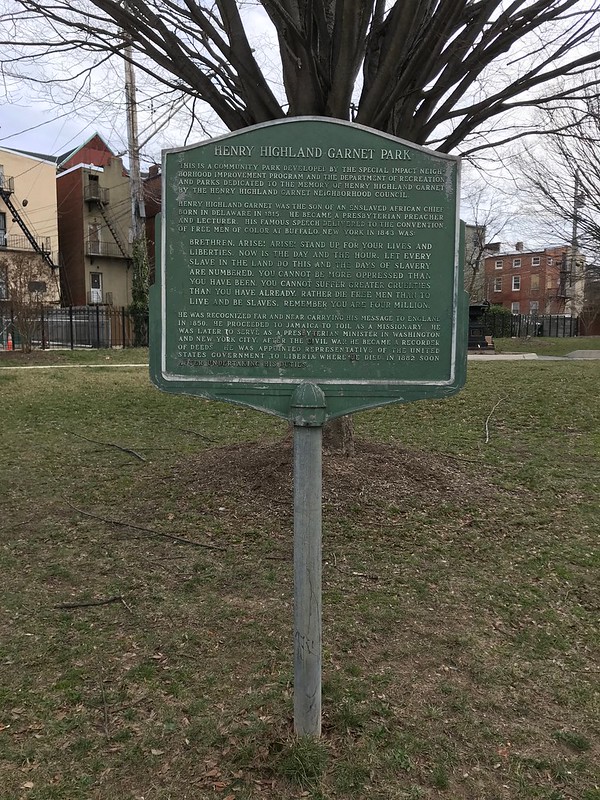 HENRY HIGHLAND GARNET PARK
THIS IS A COMMUNITY PARK DEVELOPED BY THE SPECIAL IMPACT NEIGH-
BORHOOD IMPROVEMENT PROGRAM AND THE DEPARTMENT OF RECREATION
AND PARKS DEDICATED TO THE MEMORY OF HENRY HIGHLAND GARNET
BY THE HENRY HIGHLAND GARNET NEIGHBORHOOD COUNCIL.
HENRY HIGHLAND GARNET WAS THE SON OF AN ENSLAVED AFRICAN CHIEF
BORN IN DELAWARE IN 1815. HE BECAME A PRESBYTERIAN PREACHER
AND LECTURER. HIS FAMOUS SPEECH DELIVERED TO THE CONVENTION
OF FREE MEN OF COLOR AT BUFFALO, NEW YORK IN 1843 WAS:
BRETHREN, ARISE! ARISE! STAND UP FOR YOUR LIVES AND
LIBERTIES. NOW IS THE DAY AND THE HOUR. LET EVERY
SLAVE IN THE LAND DO THIS AND THE DAYS OF SLAVERY
ARE NUMBERED. YOU CANNOT BE MORE OPPRESSED THAN
YOU HAVE BEEN, YOU CANNOT SUFFER GREATER CRUELTIES
THAN YOU HAVE ALREADY. RATHER DIE FREE MEN THAN TO
LIVE AND BE SLAVES. REMEMBER YOU ARE FOUR MILLION.
HE WAS RECOGNIZED FAR AND NEAR CARRYING HIS MESSAGE TO ENGLAND
IN 1850. HE PROCEEDED TO JAMAICA TO TOIL AS A MISSIONARY. HE
WAS LATER TO SERVE AS A PRESBYTERIAN MINISTER IN WASHINGTON
AND NEW YORK CITY. AFTER THE CIVIL WAR HE BECAME A RECORDER
OF DEEDS. HE WAS APPOINTED REPRESENTATIVE OF THE UNITED
STATES GOVERNMENT TO LIBERIA WHERE HE DIED IN 1882 SOON
AFTER UNDERTAKING HIS DUTIES.